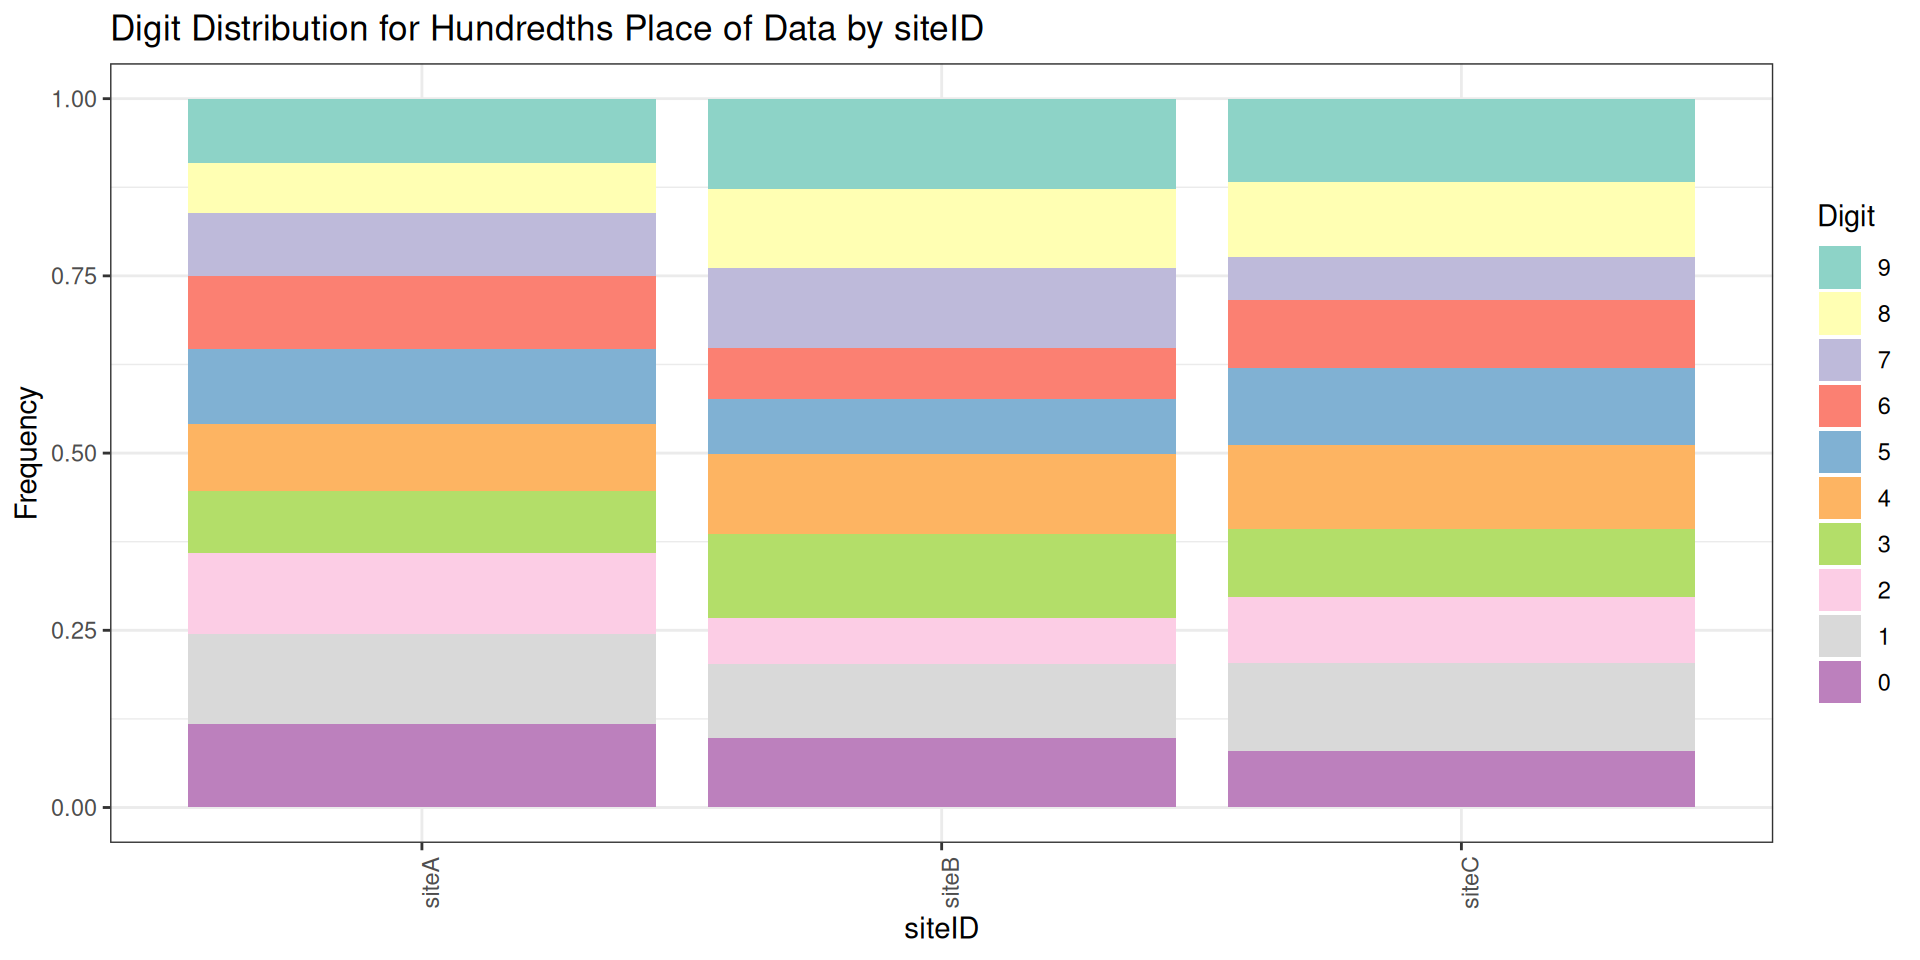 Digit Distribution for Hundredths Place of Data by siteID
Frequency
1.00
0.75
0.50
0.25
0.00
siteA
siteB
siteC
siteID
Digit
9
8
7
6
5
4
3
2
1
0